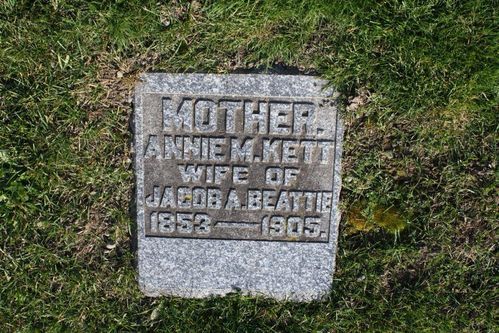 MOTHER.
ANNIE M. KETT
WIFE OF
JACOB A. BEATTIE
1853 — 1905.